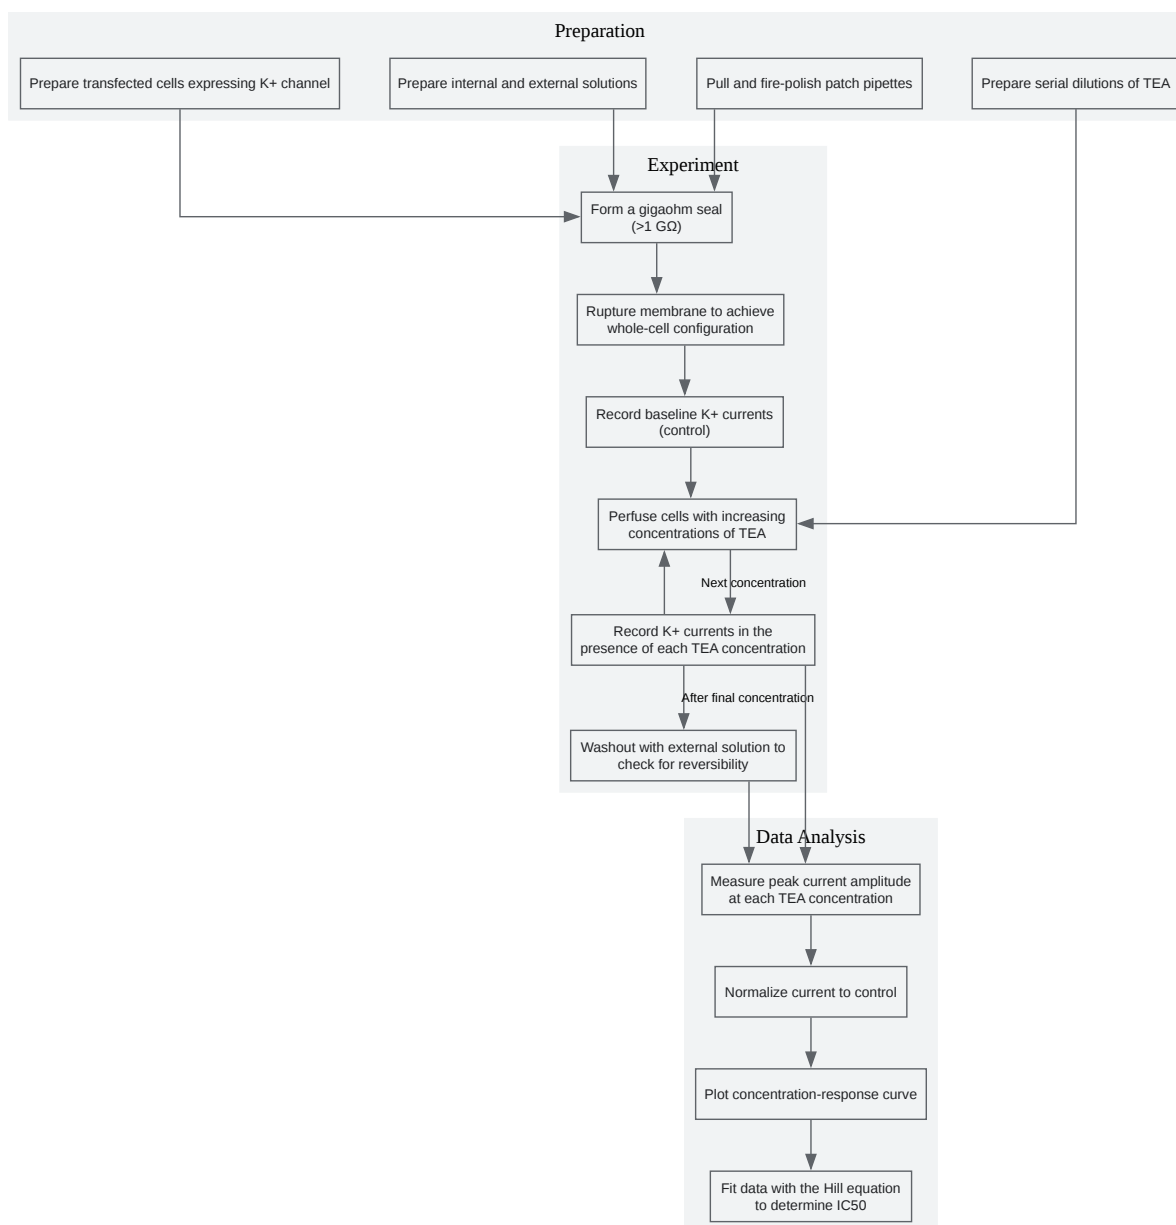 Preparation
Prepare transfected cells expressing K+ channel
Prepare internal and external solutions
Pull and fire-polish patch pipettes
Prepare serial dilutions of TEA
Experiment
Form a gigaohm seal
(>1 GΩ)
Rupture membrane to achieve
whole-cell configuration
Record baseline K+ currents
(control)
Perfuse cells with increasing
concentrations of TEA
Next concentration
Record K+ currents in the
presence of each TEA concentration
After final concentration
Washout with external solution to
check for reversibility
Data Analysis
Measure peak current amplitude
at each TEA concentration
Normalize current to control
Plot concentration-response curve
Fit data with the Hill equation
to determine IC50